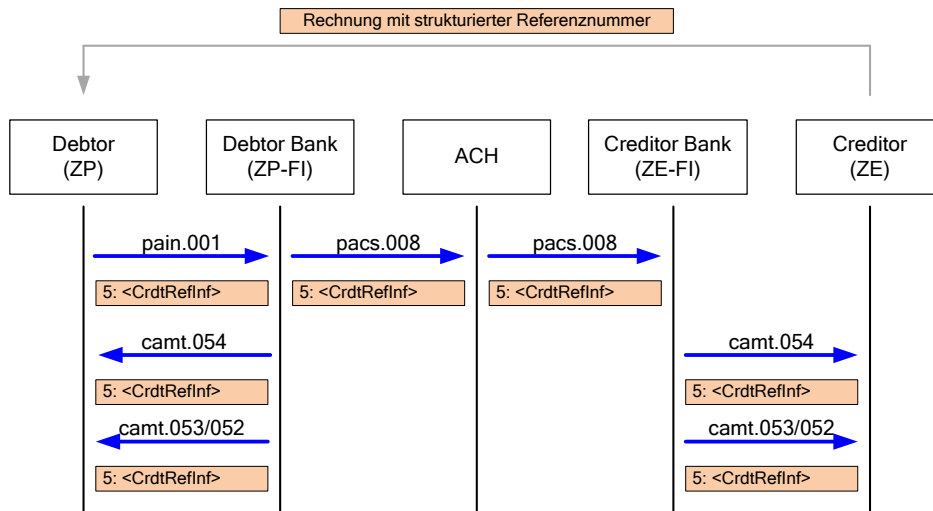 Rechnung mit strukturierter Referenznummer
Debtor
(ZP)
Debtor Bank
(ZP-FI)
ACH
Creditor Bank
(ZE-FI)
Creditor
(ZE)
pain.001
pacs.008
pacs.008
5: <CrdtRefInf>
5: <CrdtRefInf>
5: <CrdtRefInf>
camt.054
camt.054
5: <CrdtRefInf>
5: <CrdtRefInf>
camt.053/052
camt.053/052
5: <CrdtRefInf>
5: <CrdtRefInf>